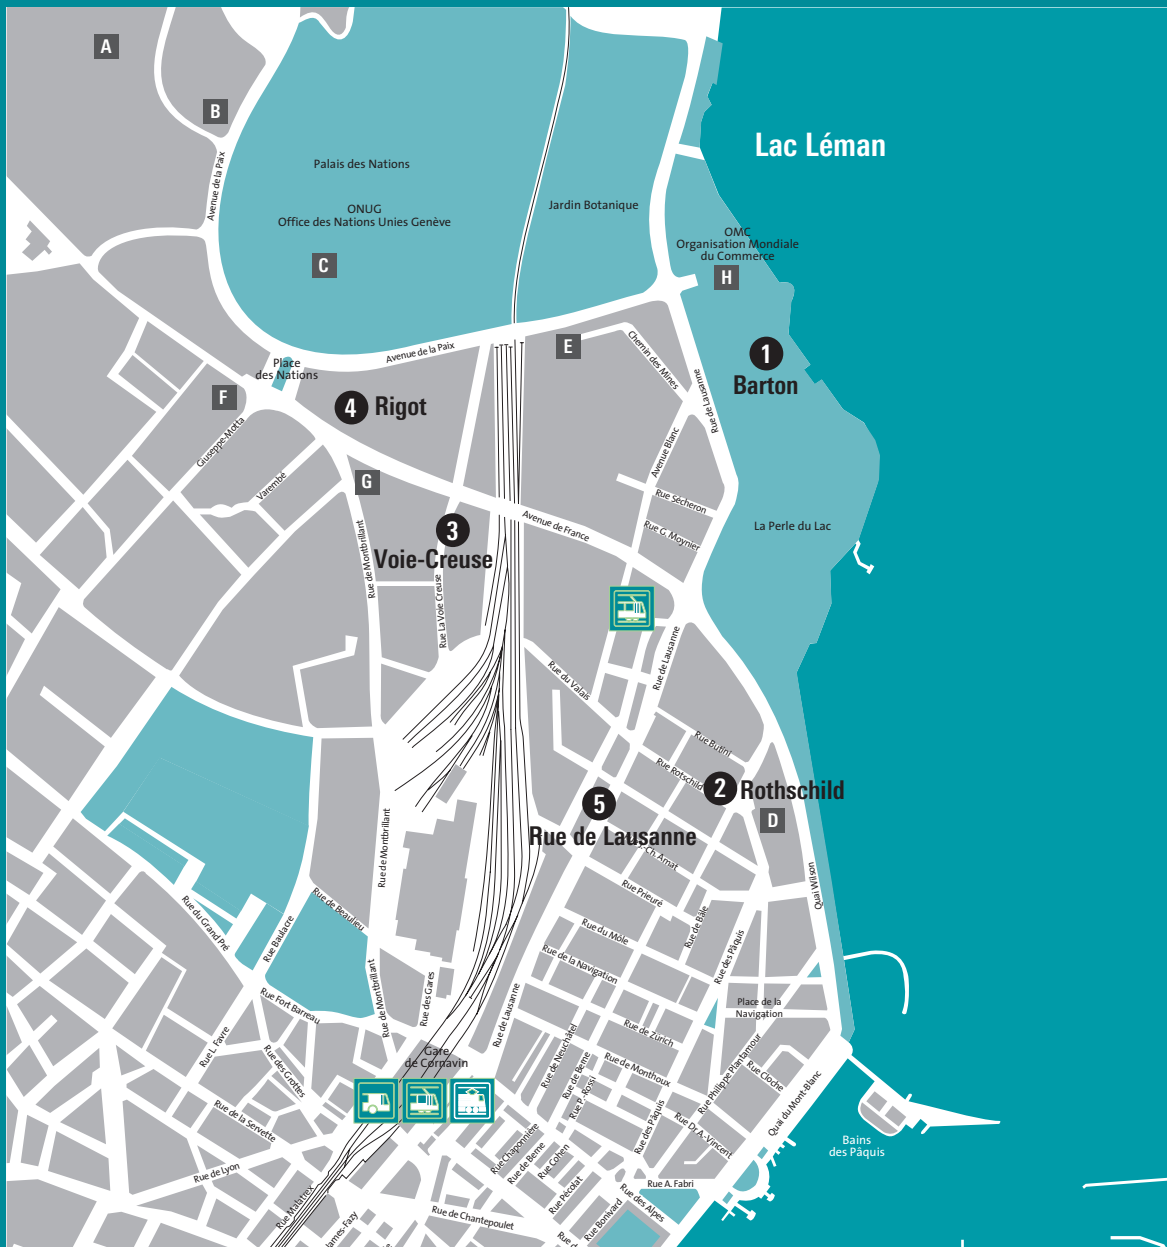 A
B
Lac Léman
Palais des Nations
ONUG
Office des Nations Unies Genève
C
Avenue de la Paix
Jardin Botanique
OMC
Organisation Mondiale
du Commerce
H
E
Chemin des Mines
Avenue de la Paix
Place
des Nations
1
Barton
Rue de Lausanne
F
4 Rigot
Giuseppe-Motta
Varembé
G
Avenue Blanc
Rue Sécheron
Rue G. Moynier
La Perle du Lac
Avenue de France
3
Voie-Creuse
Rue de Montbrillant
Rue La Voie Creuse
Rue de Lausanne
Rue du Valais
Rue Butini
Rue Rotschild
2 Rothschild
D
5
Rue de Lausanne
-Ch. Amat
Rue de Montbrillant
Rue Prieuré
Quai Wilson
Rue de Beaulieu
Rue du Grand Pré
Rue Baulacre
Rue de Bâle
Rue du Môle
Rue des Pâquis
Rue de la Navigation
Rue de Montbrillant
Rue des Gares
Rue de Lausanne
Rue Fort Barreau
Place de la
Navigation
Rue de Zurich
Rue L. Favre
Rue des Grottes
Gare
de Cornavin
Rue de Neuchâtel
Rue de Berne
Rue P.-Rossi
Rue de Monthoux
Rue Philippe Plantamour
Rue Cloche
Quai du Mont-Blanc
Rue de la Servette
Rue des Pâquis
Rue Dr A.-Vincent
Bains
des Pâquis
Rue Chaponnière
Rue de Berne
Rue Cohen
Rue de Lyon
Rue Malatrex
Rue A. Fabri
Rue Pécolat
Rue des Alpes
Rue Bonivard
Rue de Chantepoulet
James-Fazy